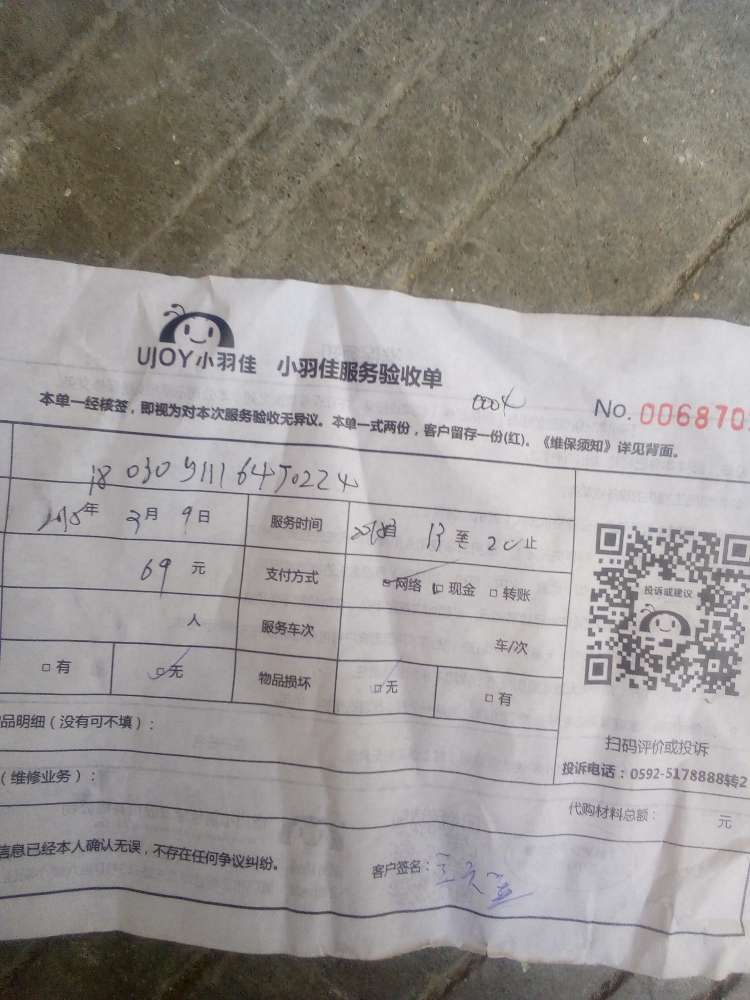 UJOY小羽佳 小羽佳服务验收单
0004
No. 006870
本单一经核签，即视为对本次服务验收无异议。本单一式两份，客户留存一份(红)。《维保须知》详见背面。
年 3月 9日 服务时间 自 13 至 20 止
69 元 支付方式 □网络 □现金 □转账
人 服务车次 车/次
投诉或建议
□有 □无 物品损坏 □无 □有
品明细（没有可不填）：
扫码评价或投诉
投诉电话：0592-5178888转2
（维修业务）：
代购材料总额： 元
信息已经本人确认无误，不存在任何争议纠纷。
客户签名：